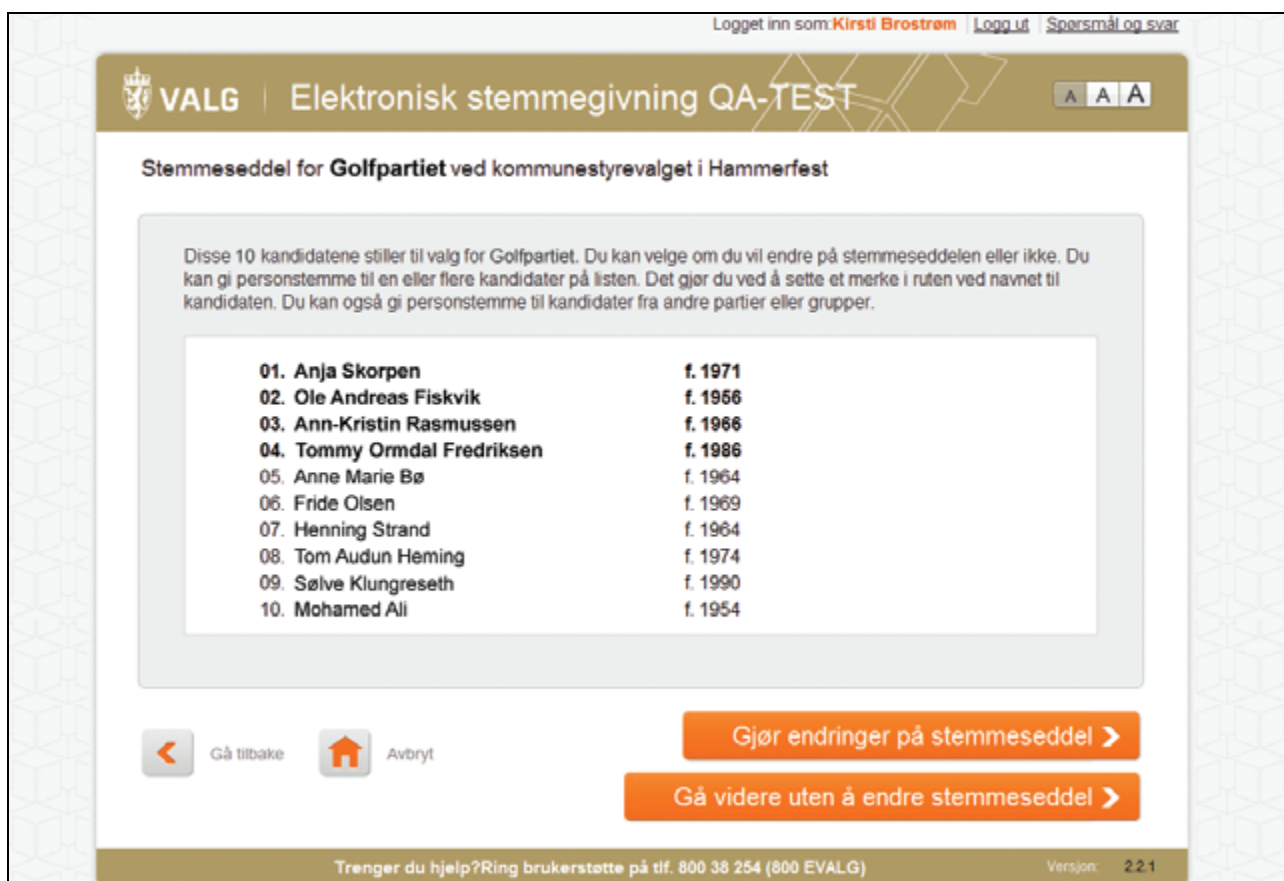 Logget inn som:Kirsti Brostrøm Logg ut Spørsmål og svar
VALG Elektronisk stemmegivning QA-TEST A A A
Stemmeseddel for Golfpartiet ved kommunestyrevalget i Hammerfest
Disse 10 kandidatene stiller til valg for Golfpartiet. Du kan velge om du vil endre på stemmeseddelen eller ikke. Du
kan gi personstemme til en eller flere kandidater på listen. Det gjør du ved å sette et merke i ruten ved navnet til
kandidaten. Du kan også gi personstemme til kandidater fra andre partier eller grupper.
01. Anja Skorpen f. 1971
02. Ole Andreas Fiskvik f. 1956
03. Ann-Kristin Rasmussen f. 1966
04. Tommy Ormdal Fredriksen f. 1986
05. Anne Marie Bø f. 1964
06. Fride Olsen f. 1969
07. Henning Strand f. 1964
08. Tom Audun Heming f. 1974
09. Sølve Klungreseth f. 1990
10. Mohamed Ali f. 1954
Gjør endringer på stemmeseddel
Gå tilbake Avbryt
Gå videre uten å endre stemmeseddel
Trenger du hjelp?Ring brukerstøtte på tlf. 800 38 254 (800 EVALG) Versjon: 2.2.1